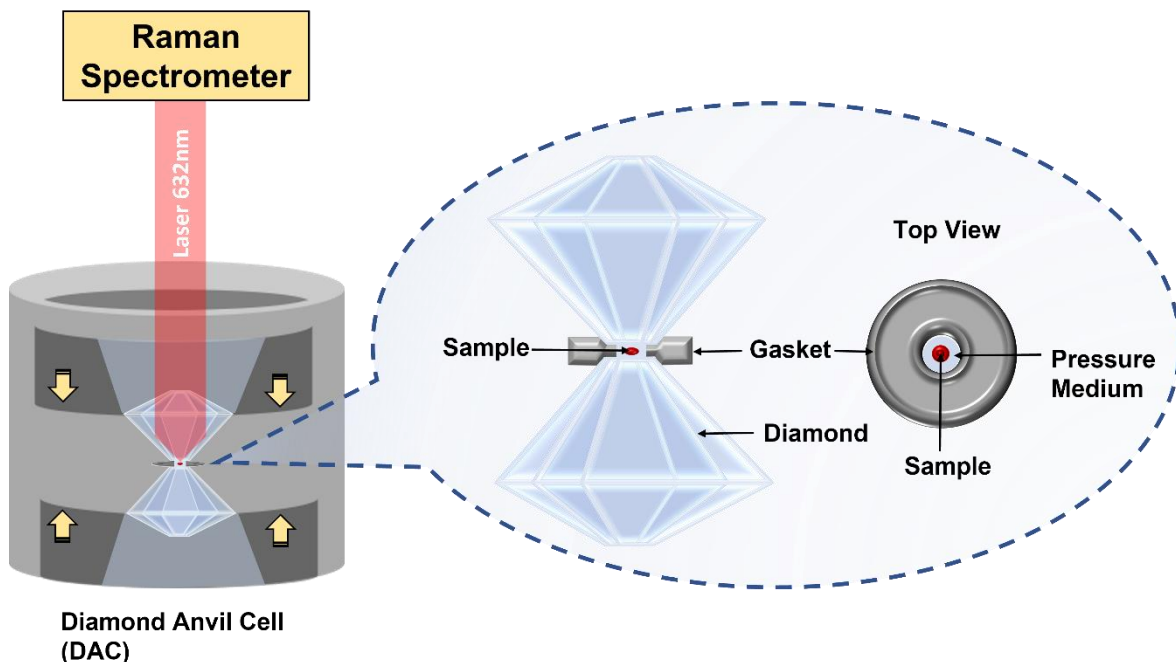 Raman
Spectrometer
Laser 632nm
Diamond Anvil Cell
(DAC)
Sample
Gasket
Diamond
Top View
Pressure
Medium
Sample